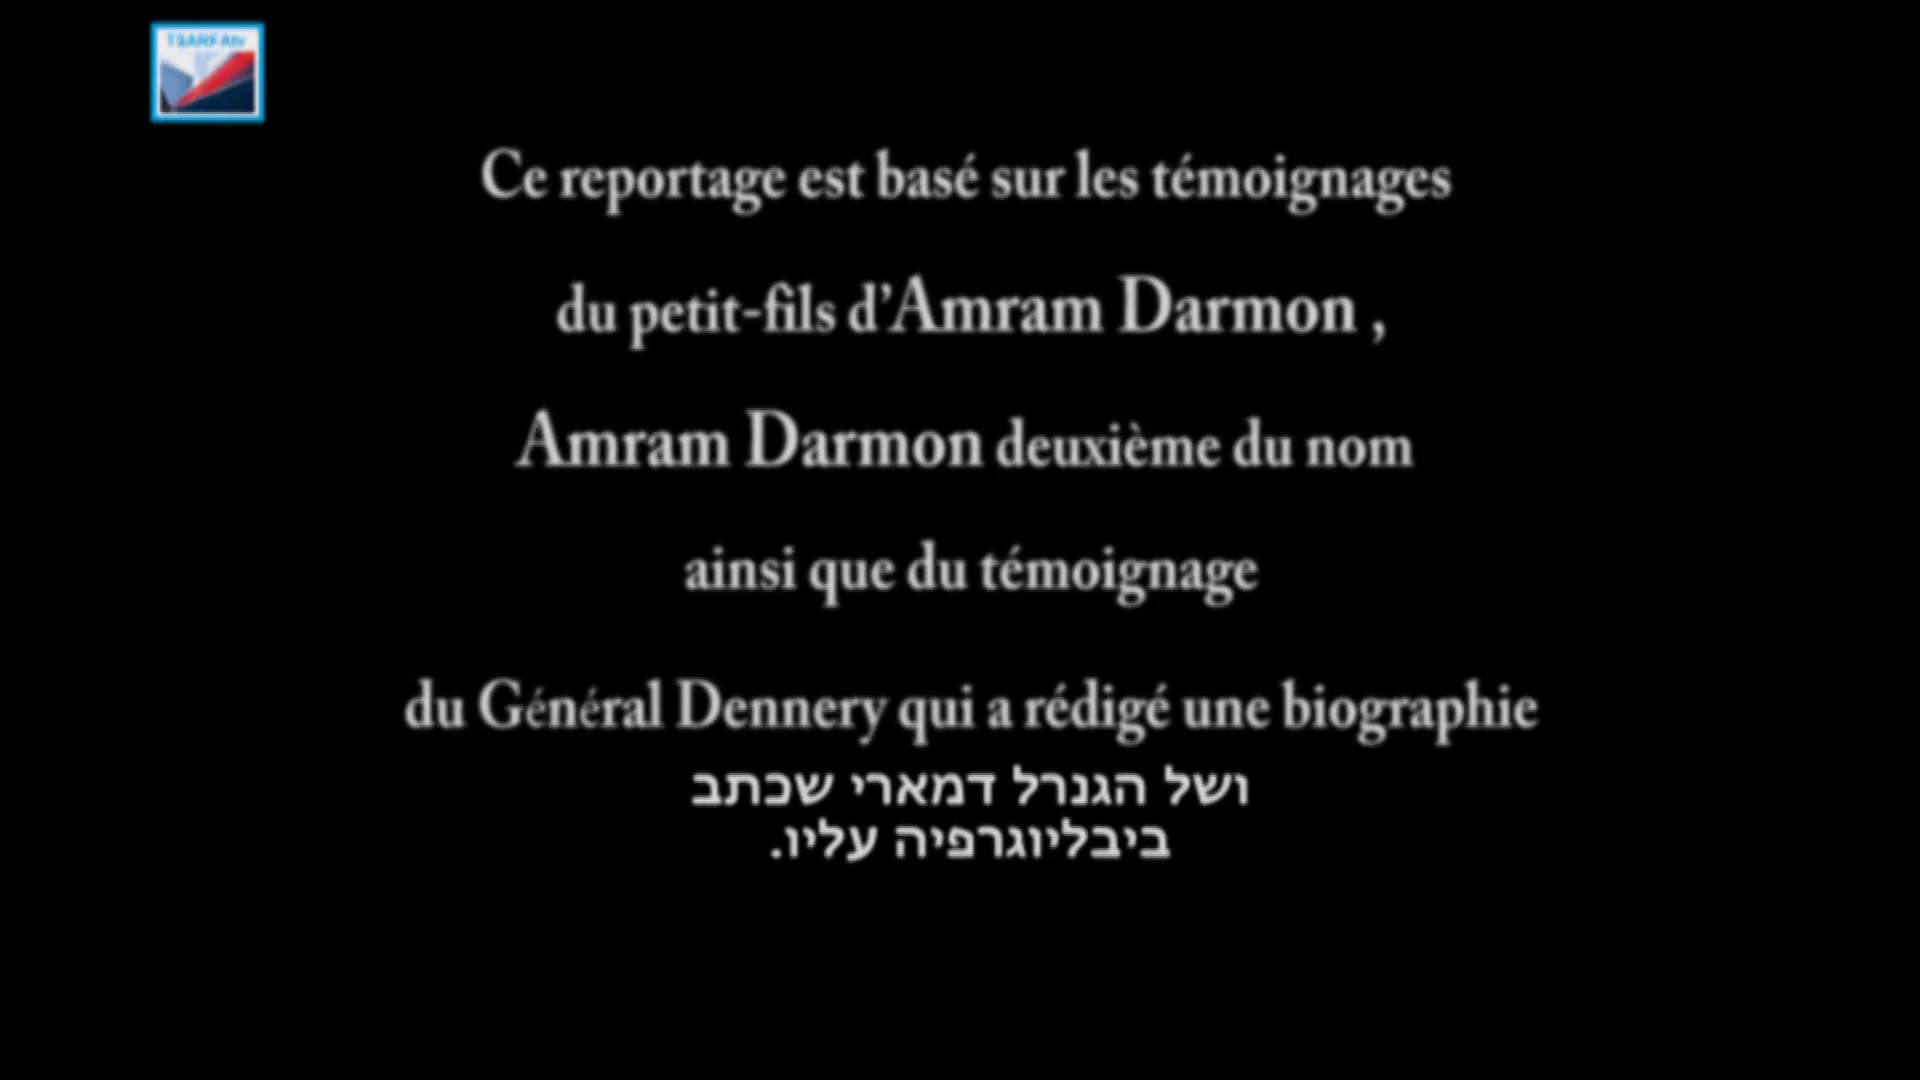 TSARFAtv
Ce reportage est basé sur les témoignages
du petit-fils d’Amram Darmon ,
Amram Darmon deuxième du nom
ainsi que du témoignage
du Général Dennery qui a rédigé une biographie
ושל הגנרל דמארי שכתב
ביבליוגרפיה עליו.